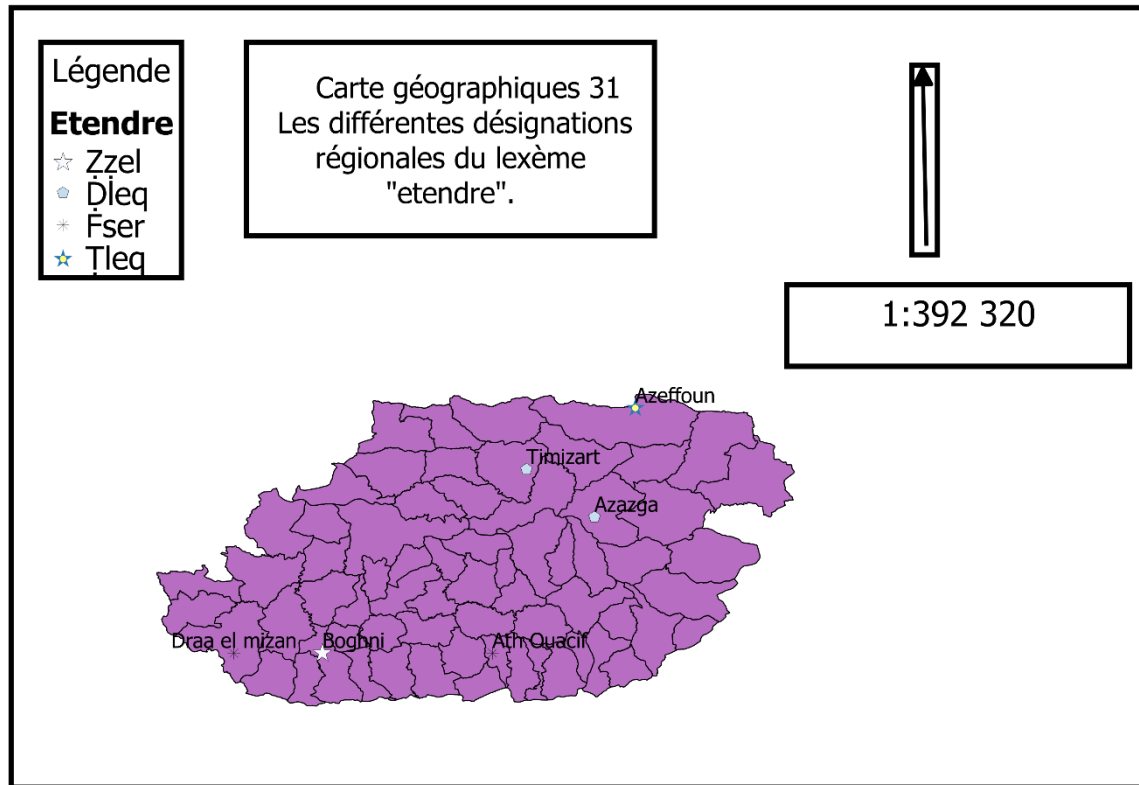 Légende
Etendre
Ẓẓel
Ḍleq
Fser
Ṭleq
Carte géographiques 31
Les différentes désignations
régionales du lexème
"etendre".
1:392 320
Azeffoun
Timizart
Azazga
Draa el mizan
Boghni
Ath Ouacif